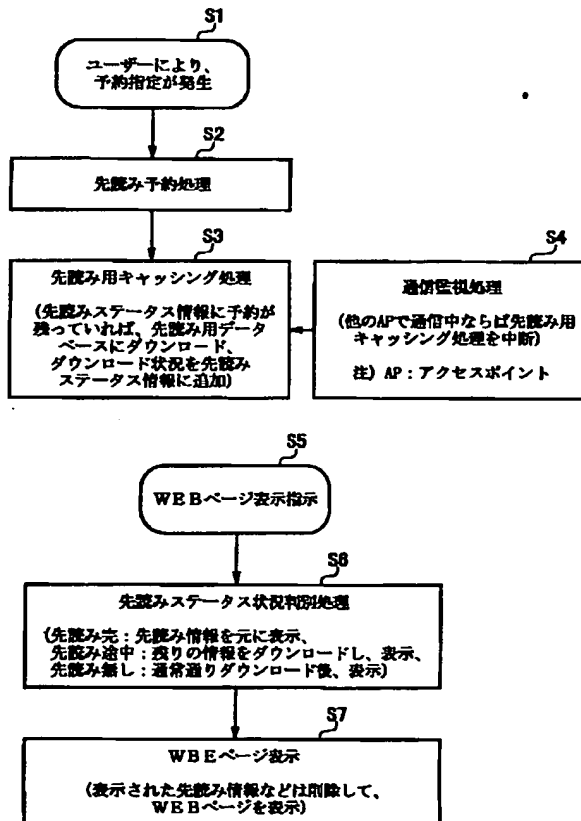 S1
ユーザーにより、
予約指定が発生
S2
先読み予約処理
S3
先読み用キャッシング処理
(先読みステータス情報に予約が
残っていれば、先読み用データ
ベースにダウンロード、
ダウンロード状況を先読み
ステータス情報に追加)
S4
通信監視処理
(他のAPで通信中ならば先読み用
キャッシング処理を中断)
注) AP:アクセスポイント
S5
WEBページ表示指示
S6
先読みステータス状況判別処理
(先読み完:先読み情報を元に表示、
先読み途中:残りの情報をダウンロードし、表示、
先読み無し:通常通りダウンロード後、表示)
S7
WBEページ表示
(表示された先読み情報などは削除して、
WEBページを表示)